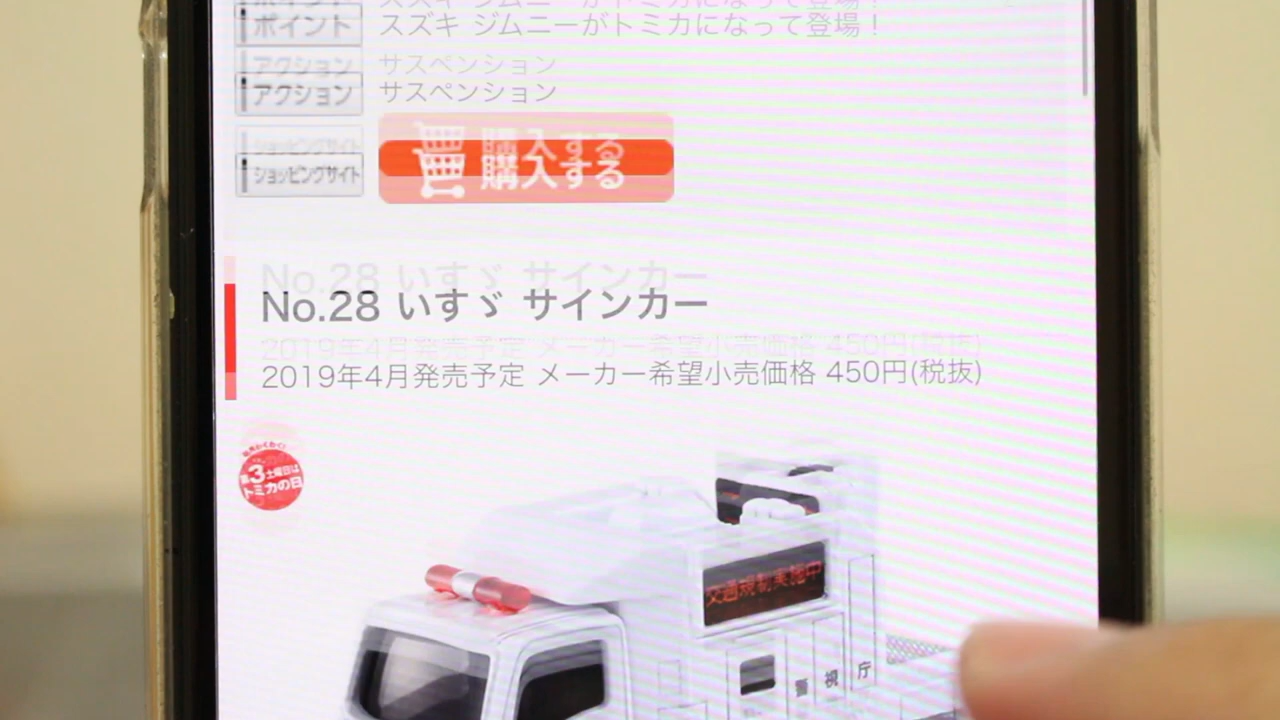 ポイント スズキ ジムニーがトミカになって登場！
アクション サスペンション
ショッピングサイト 購入する
No.28 いすゞ サインカー
2019年4月発売予定 メーカー希望小売価格 450円(税抜)
第3土曜日は
トミカの日
交通規制実施中
警視庁